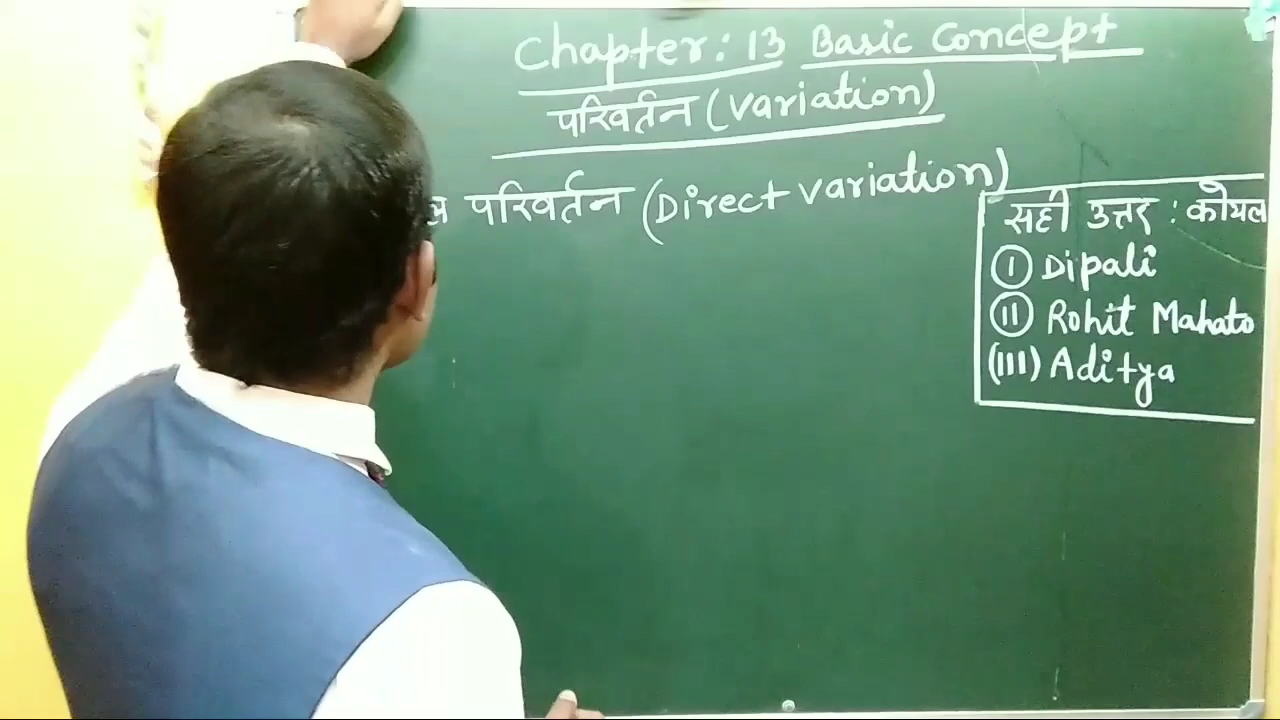 Chapter: 13 Basic Concept
परिवर्तन (variation)
परिवर्तन (Direct variation)
सही उत्तर : कोयल
(I) Dipali
(II) Rohit Mahato
(III) Aditya